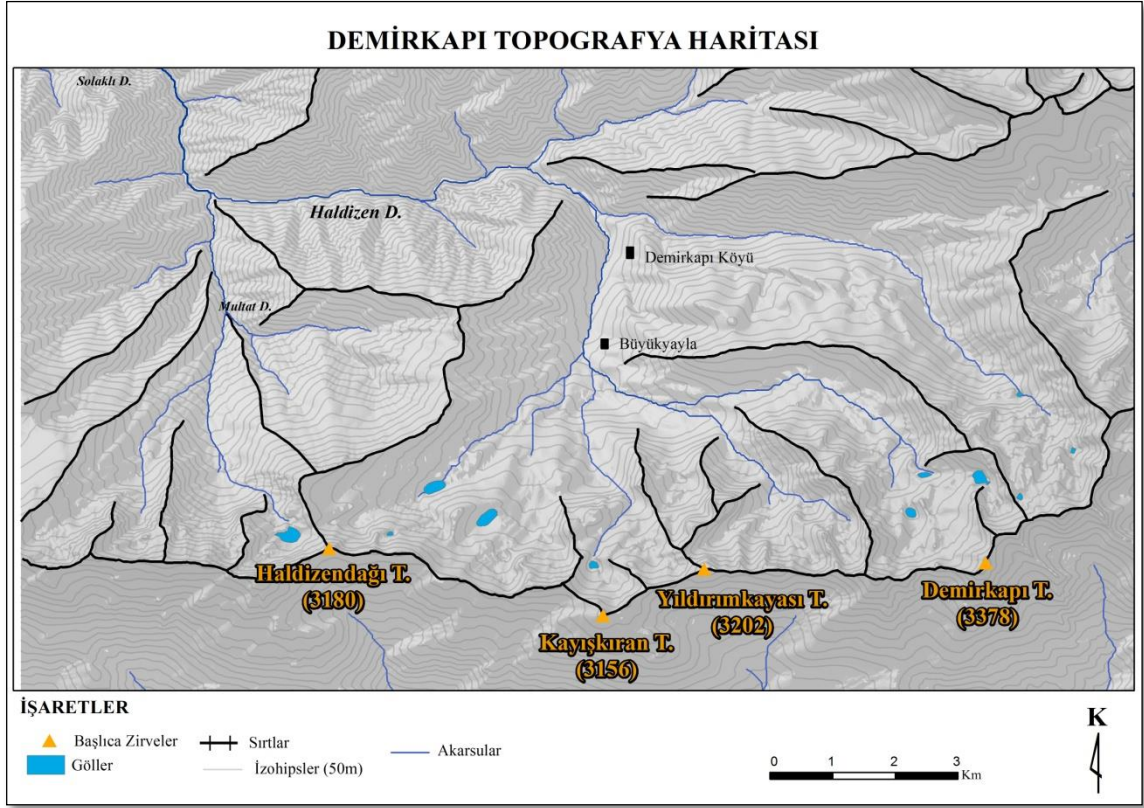 DEMİRKAPI TOPOGRAFYA HARİTASI
Solaklı D.
Haldizen D.
Demirkapı Köyü
Multat D.
Büyükyayla
Haldizendağı T.
(3180)
Yıldırımkayası T.
(3202)
Demirkapı T.
(3378)
Kayışkıran T.
(3156)
İŞARETLER
Başlıca Zirveler
Sırtlar
Akarsular
Göller
İzohipsler (50m)
0 1 2 3
Km
K